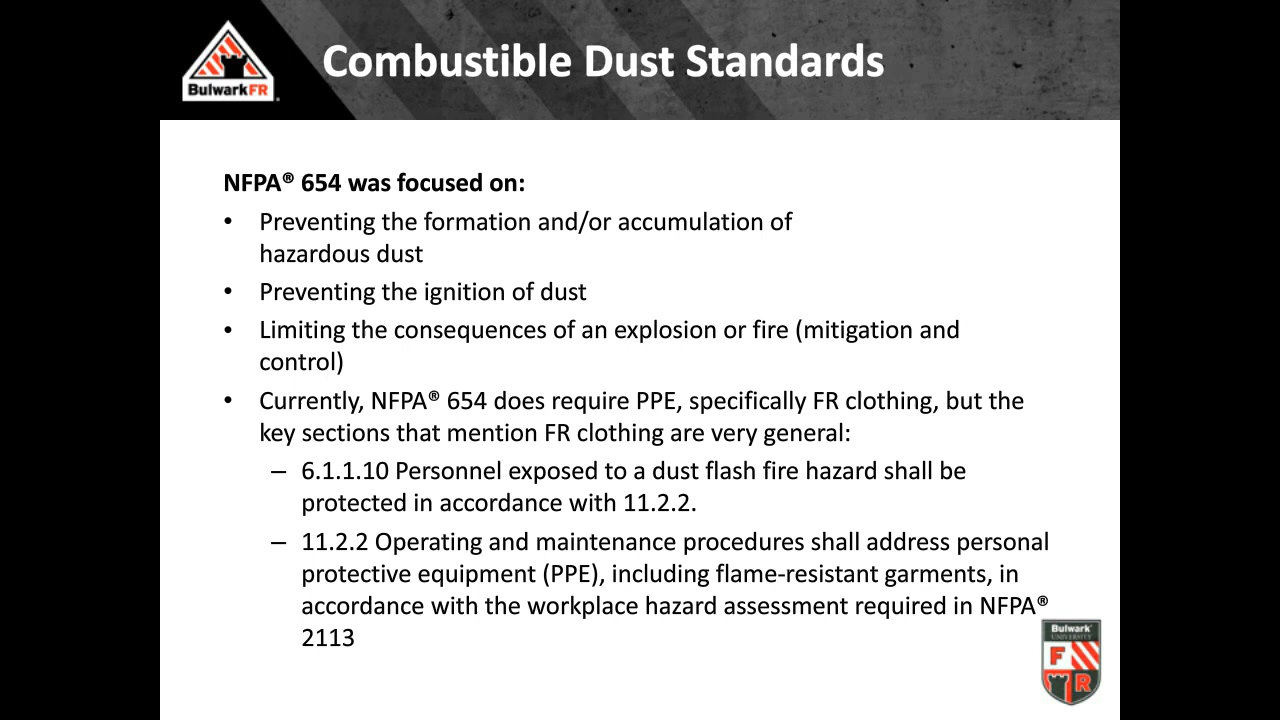 BulwarkFR
Combustible Dust Standards
NFPA® 654 was focused on:
• Preventing the formation and/or accumulation of
hazardous dust
• Preventing the ignition of dust
• Limiting the consequences of an explosion or fire (mitigation and
control)
• Currently, NFPA® 654 does require PPE, specifically FR clothing, but the
key sections that mention FR clothing are very general:
– 6.1.1.10 Personnel exposed to a dust flash fire hazard shall be
protected in accordance with 11.2.2.
– 11.2.2 Operating and maintenance procedures shall address personal
protective equipment (PPE), including flame-resistant garments, in
accordance with the workplace hazard assessment required in NFPA®
2113
Bulwark
UNIVERSITY
F
R